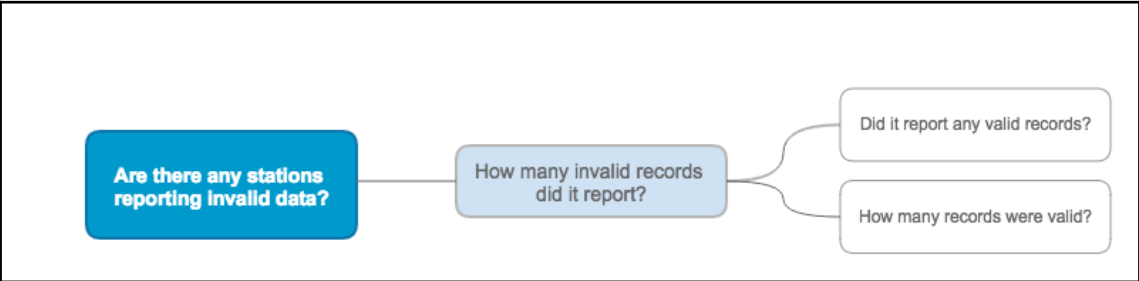 Are there any stations
reporting invalid data?
How many invalid records
did it report?
Did it report any valid records?
How many records were valid?